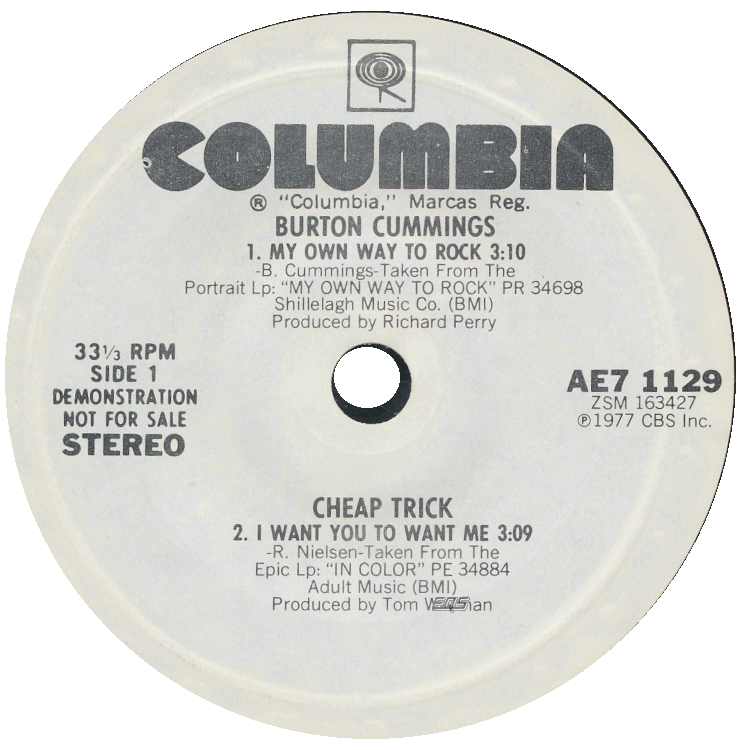 COLUMBIA
® "Columbia," Marcas Reg.
BURTON CUMMINGS
1. MY OWN WAY TO ROCK 3:10
-B. Cummings-Taken From The
Portrait Lp: "MY OWN WAY TO ROCK" PR 34698
Shillelagh Music Co. (BMI)
Produced by Richard Perry
33⅓ RPM
SIDE 1
DEMONSTRATION
NOT FOR SALE
STEREO
AE7 1129
ZSM 163427
℗1977 CBS Inc.
CHEAP TRICK
2. I WANT YOU TO WANT ME 3:09
-R. Nielsen-Taken From The
Epic Lp: "IN COLOR" PE 34884
Adult Music (BMI)
Produced by Tom